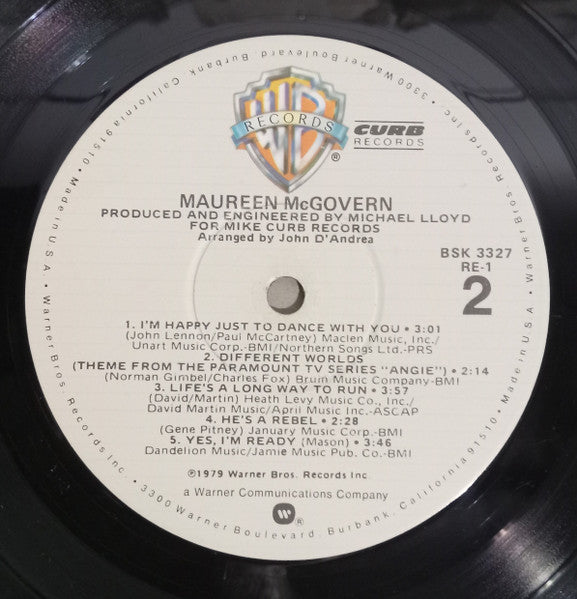 WB
RECORDS
®
CURB
RECORDS
MAUREEN McGOVERN
PRODUCED AND ENGINEERED BY MICHAEL LLOYD
FOR MIKE CURB RECORDS
Arranged by John D'Andrea
BSK 3327
RE-1
2
1. I'M HAPPY JUST TO DANCE WITH YOU • 3:01
(John Lennon/Paul McCartney) Maclen Music, Inc./
Unart Music Corp.-BMI/Northern Songs Ltd.-PRS
2. DIFFERENT WORLDS
(THEME FROM THE PARAMOUNT TV SERIES "ANGIE") • 2:14
(Norman Gimbel/Charles Fox) Bruin Music Company-BMI
3. LIFE'S A LONG WAY TO RUN • 3:57
(David/Martin) Heath Levy Music Co., Inc./
David Martin Music/April Music Inc.-ASCAP
4. HE'S A REBEL • 2:28
(Gene Pitney) January Music Corp.-BMI
5. YES, I'M READY (Mason) • 3:46
Dandelion Music/Jamie Music Pub. Co.-BMI
℗1979 Warner Bros. Records Inc.
a Warner Communications Company
W®
• Warner Bros. Records Inc. • 3300 Warner Boulevard, Burbank, California 91510 • Made in U.S.A. • Warner Bros. Records Inc. • 3300 Warner Boulevard, Burbank, California 91510 • Made in U.S.A.